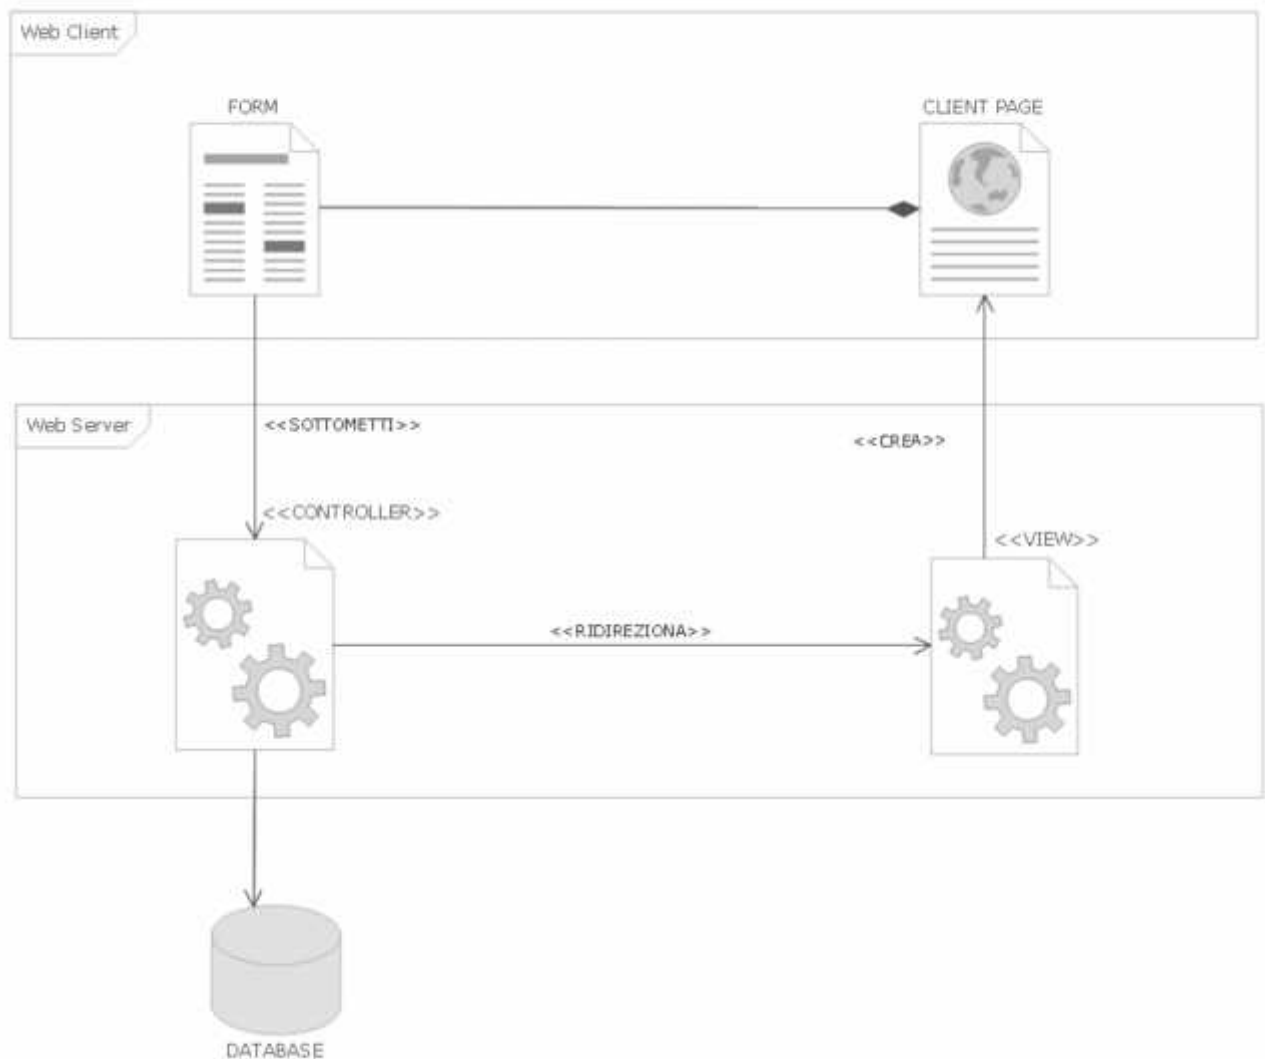 Web Client
FORM
CLIENT PAGE
Web Server
<<SOTTOMETTI>>
<<CREA>>
<<CONTROLLER>>
<<VIEW>>
<<RIDIREZIONA>>
DATABASE